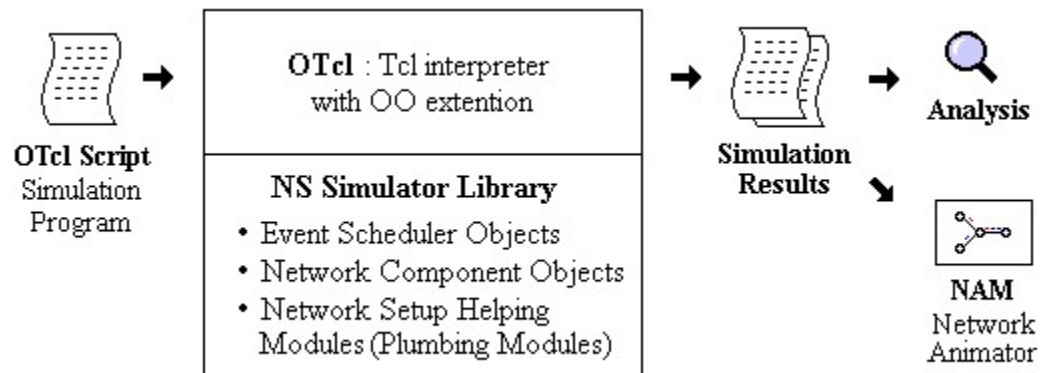 OTcl Script
Simulation
Program
OTcl : Tcl interpreter
with OO extention
NS Simulator Library
• Event Scheduler Objects
• Network Component Objects
• Network Setup Helping
Modules (Plumbing Modules)
Simulation
Results
Analysis
NAM
Network
Animator